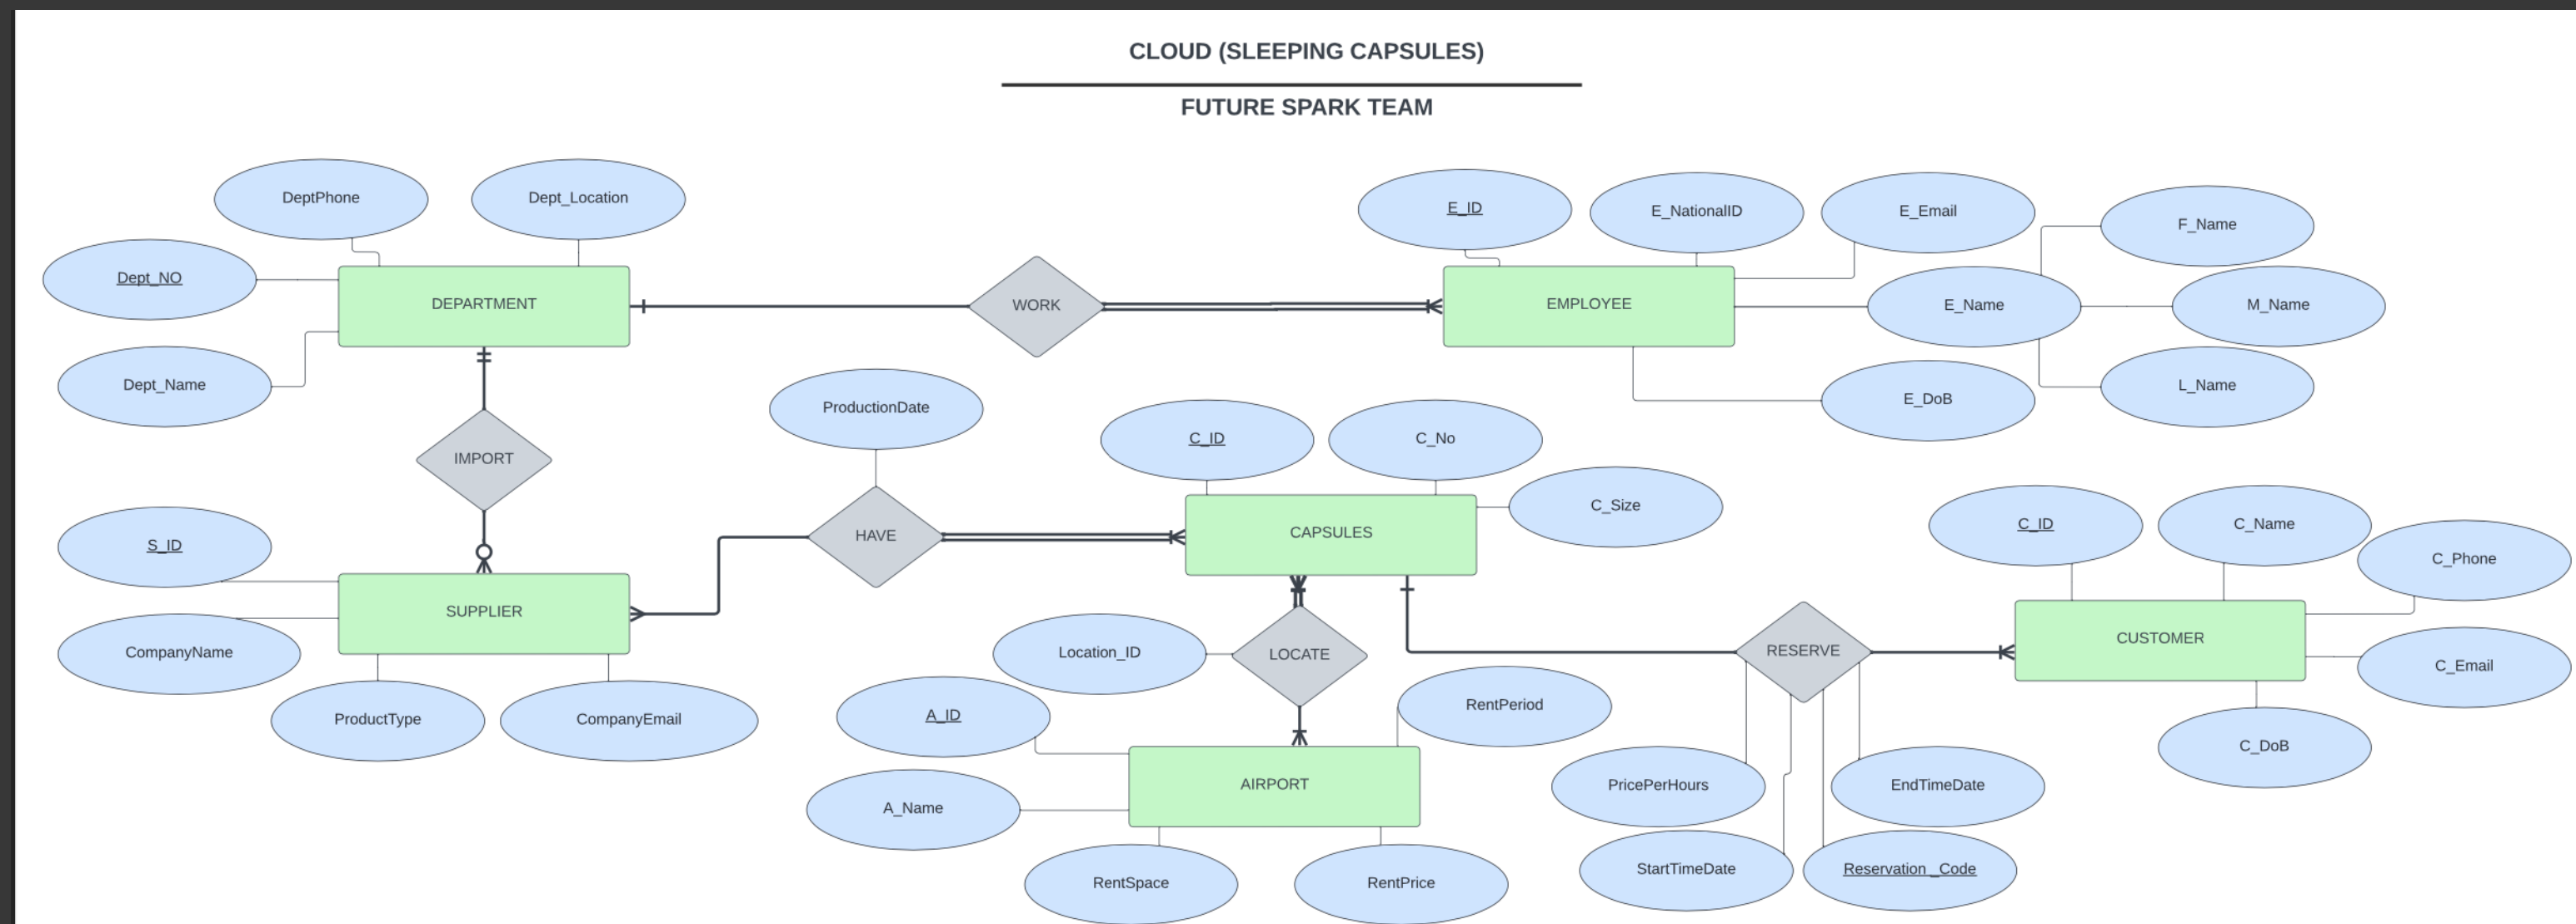 CLOUD (SLEEPING CAPSULES)
FUTURE SPARK TEAM
DeptPhone
Dept_Location
Dept_NO
DEPARTMENT
Dept_Name
WORK
E_ID
E_NationalID
E_Email
EMPLOYEE
E_Name
F_Name
M_Name
L_Name
E_DoB
IMPORT
ProductionDate
HAVE
C_ID
C_No
C_Size
CAPSULES
S_ID
SUPPLIER
CompanyName
ProductType
CompanyEmail
Location_ID
LOCATE
A_ID
RentPeriod
AIRPORT
A_Name
RentSpace
RentPrice
RESERVE
PricePerHours
EndTimeDate
StartTimeDate
Reservation _Code
C_ID
C_Name
C_Phone
CUSTOMER
C_Email
C_DoB